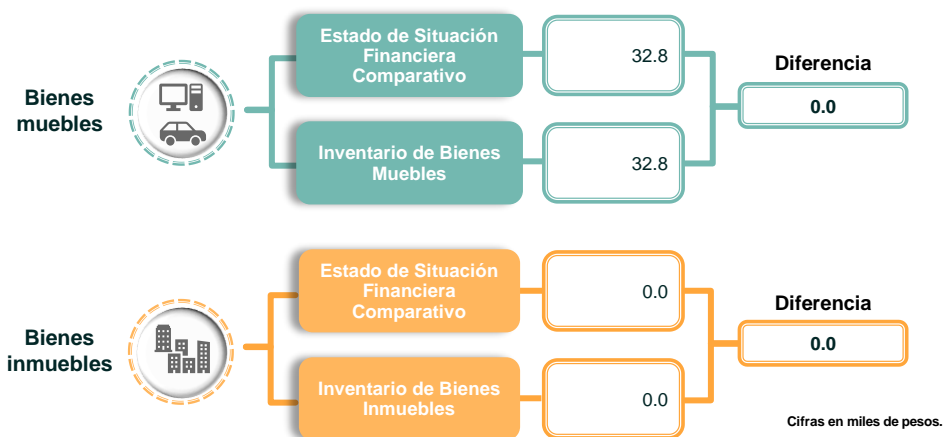 Bienes
muebles
Estado de Situación
Financiera
Comparativo
32.8
Inventario de Bienes
Muebles
32.8
Diferencia
0.0
Bienes
inmuebles
Estado de Situación
Financiera
Comparativo
0.0
Inventario de Bienes
Inmuebles
0.0
Diferencia
0.0
Cifras en miles de pesos.